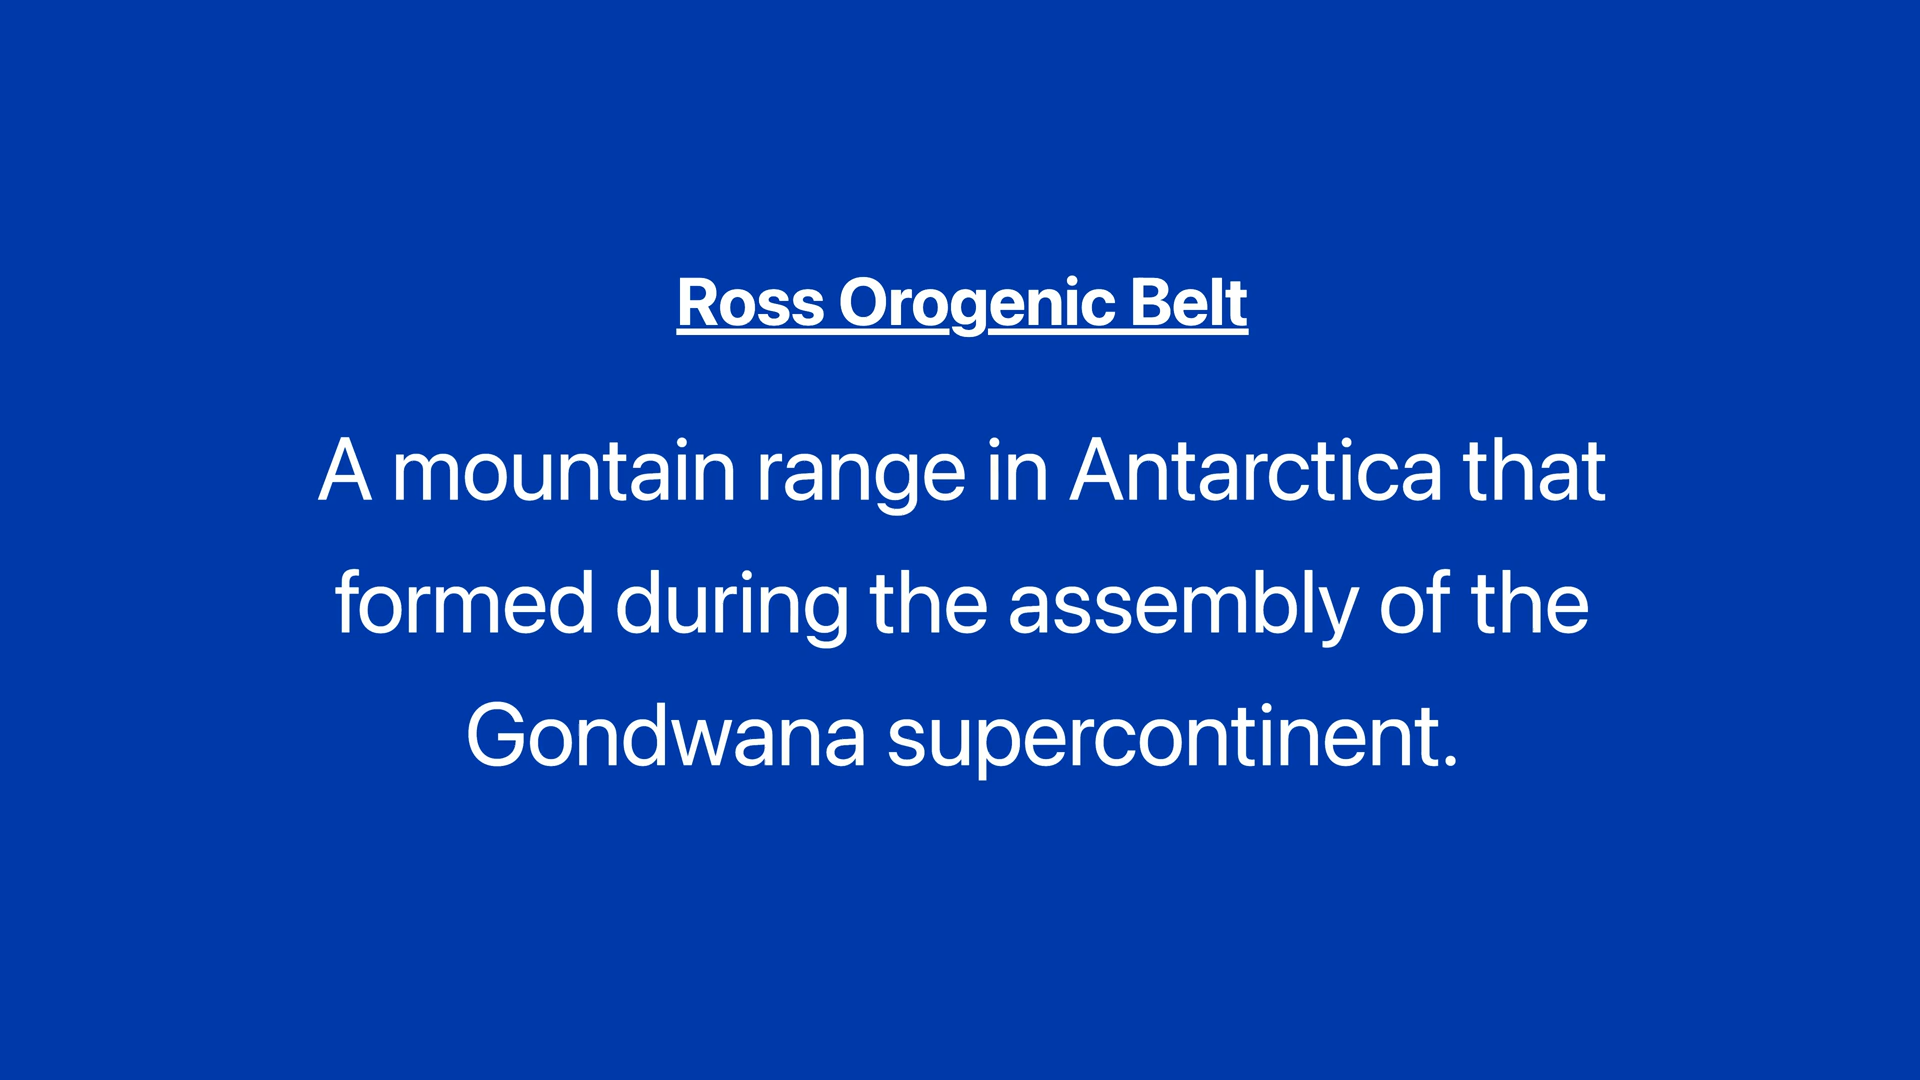 Ross Orogenic Belt
A mountain range in Antarctica that
formed during the assembly of the
Gondwana supercontinent.